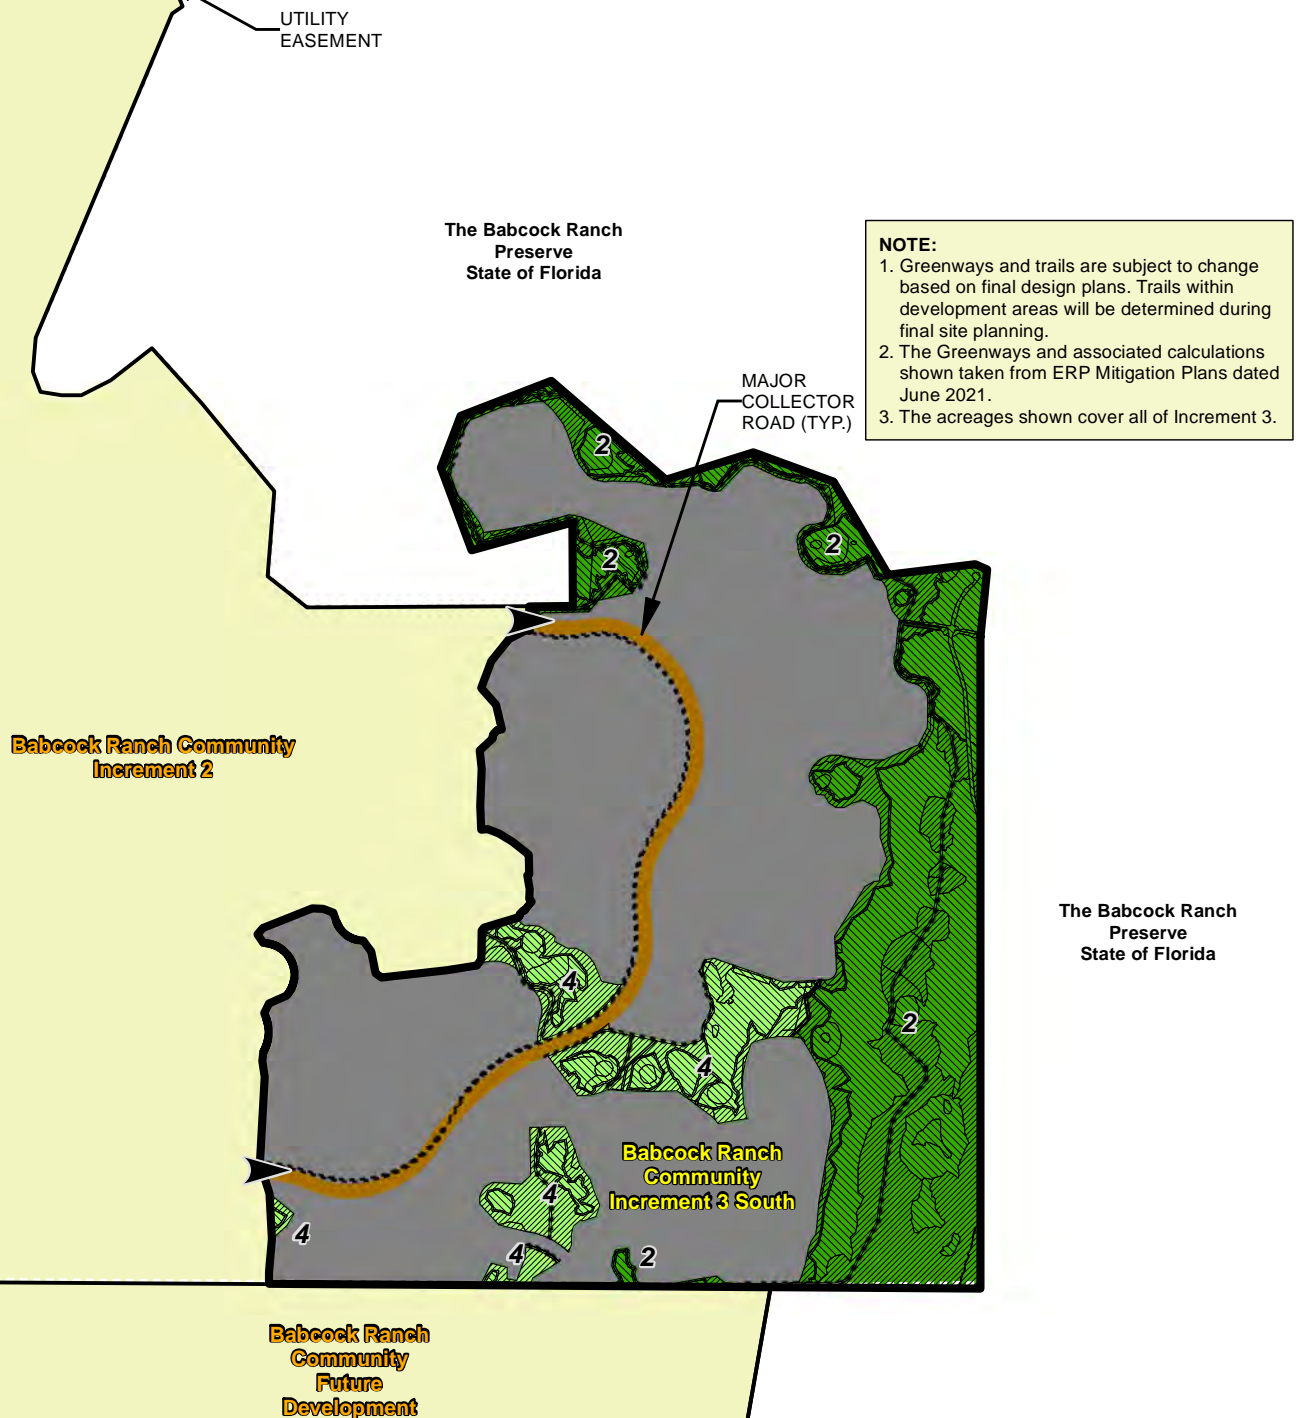 UTILITY
EASEMENT
The Babcock Ranch
Preserve
State of Florida
NOTE:
1. Greenways and trails are subject to change
based on final design plans. Trails within
development areas will be determined during
final site planning.
2. The Greenways and associated calculations
shown taken from ERP Mitigation Plans dated
June 2021.
3. The acreages shown cover all of Increment 3.
MAJOR
COLLECTOR
ROAD (TYP.)
2
2
2
Babcock Ranch Community
Increment 2
The Babcock Ranch
Preserve
State of Florida
4
2
4
Babcock Ranch
Community
Increment 3 South
4
4
4
2
Babcock Ranch
Community
Future
Development